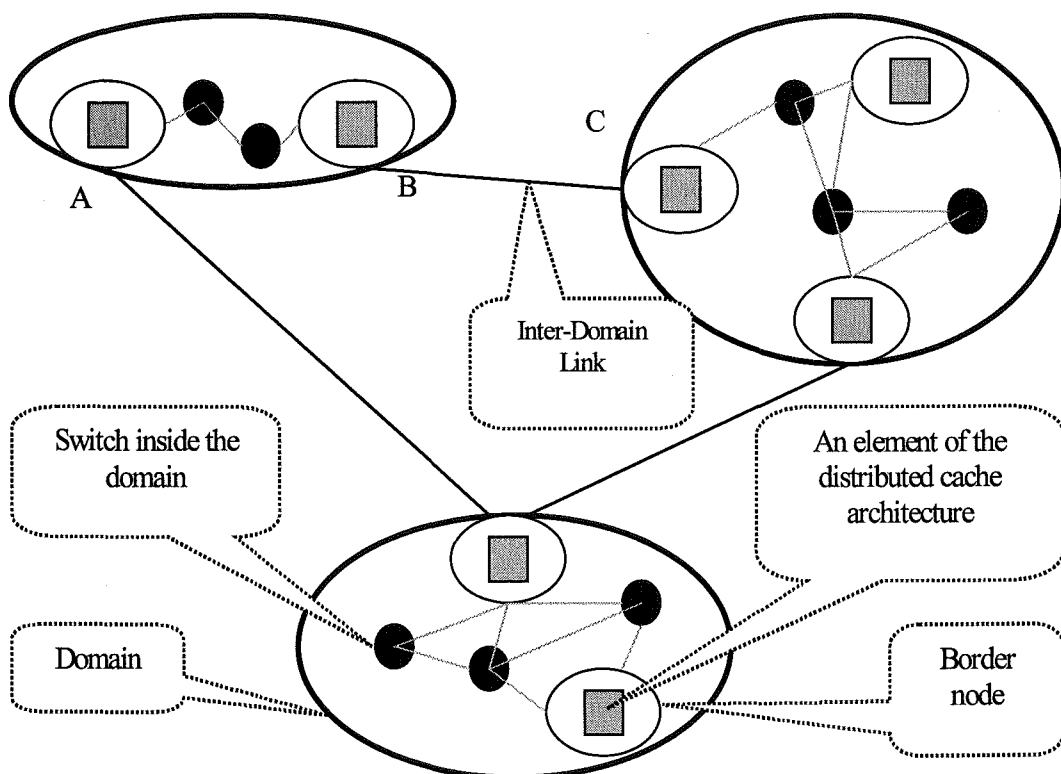 A
B
C
Inter-Domain
Link
Switch inside the
domain
An element of the
distributed cache
architecture
Domain
Border
node